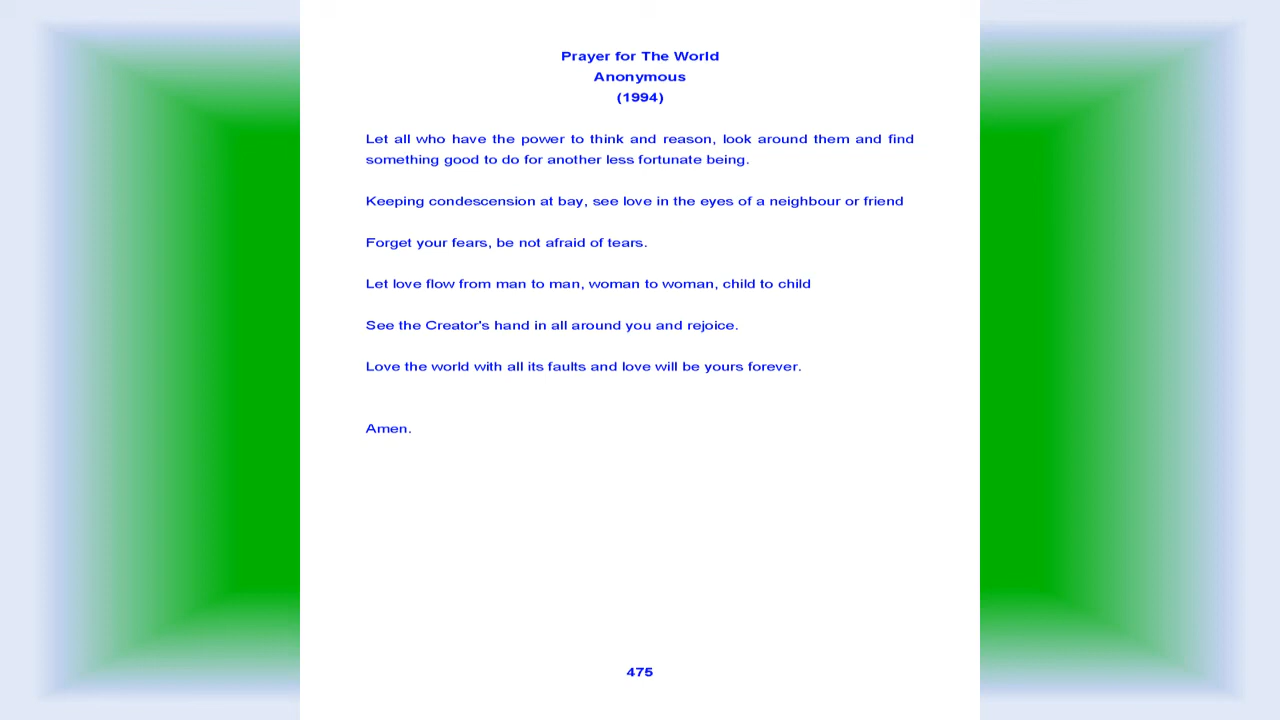 Prayer for The World
Anonymous
(1994)
Let all who have the power to think and reason, look around them and find
something good to do for another less fortunate being.
Keeping condescension at bay, see love in the eyes of a neighbour or friend
Forget your fears, be not afraid of tears.
Let love flow from man to man, woman to woman, child to child
See the Creator's hand in all around you and rejoice.
Love the world with all its faults and love will be yours forever.
Amen.
475